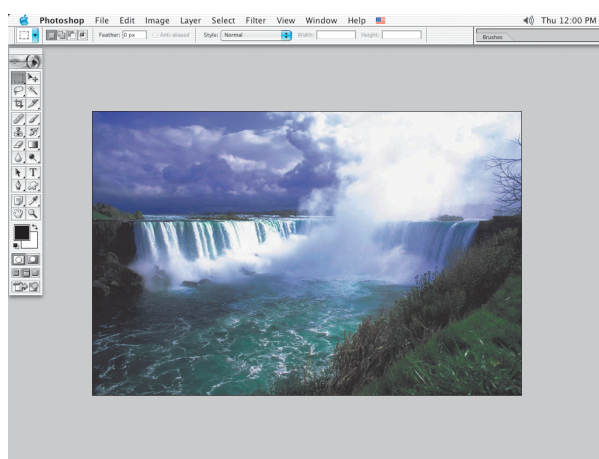 Photoshop File Edit Image Layer Select Filter View Window Help Thu 12:00 PM
Feather: 0 px Anti-aliased Style: Normal Width: Height: Brushes
T